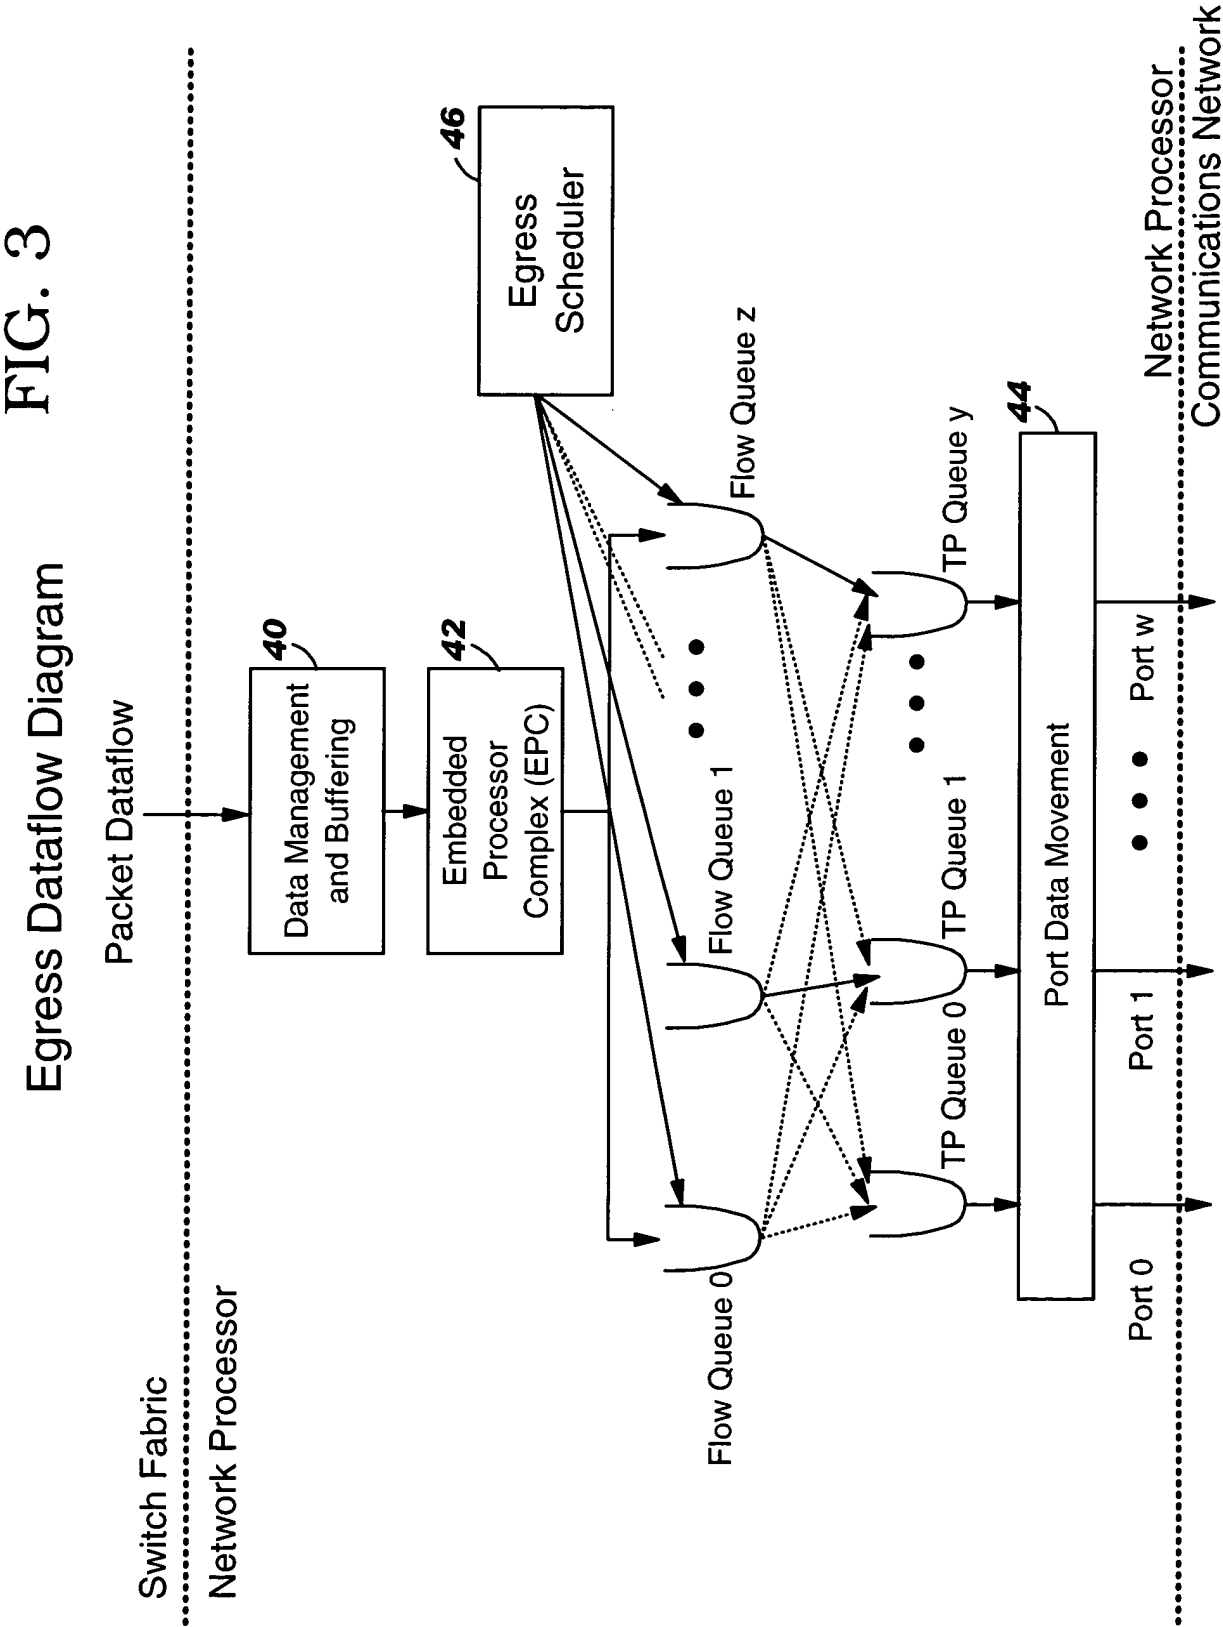 FIG. 3
Egress Dataflow Diagram
Packet Dataflow
Switch Fabric
Network Processor
40
Data Management
and Buffering
42
Embedded
Processor
Complex (EPC)
46
Egress
Scheduler
Flow Queue 0
Flow Queue 1
Flow Queue z
TP Queue 0
TP Queue 1
TP Queue y
44
Port Data Movement
Port 0
Port 1
Port w
Network Processor
Communications Network